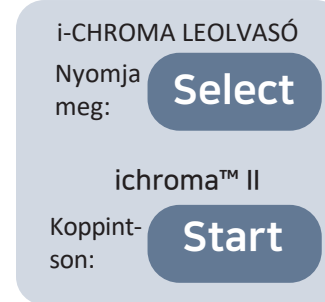 i-CHROMA LEOLVASÓ
Nyomja
meg:
Select
ichroma™ II
Koppint-
son:
Start